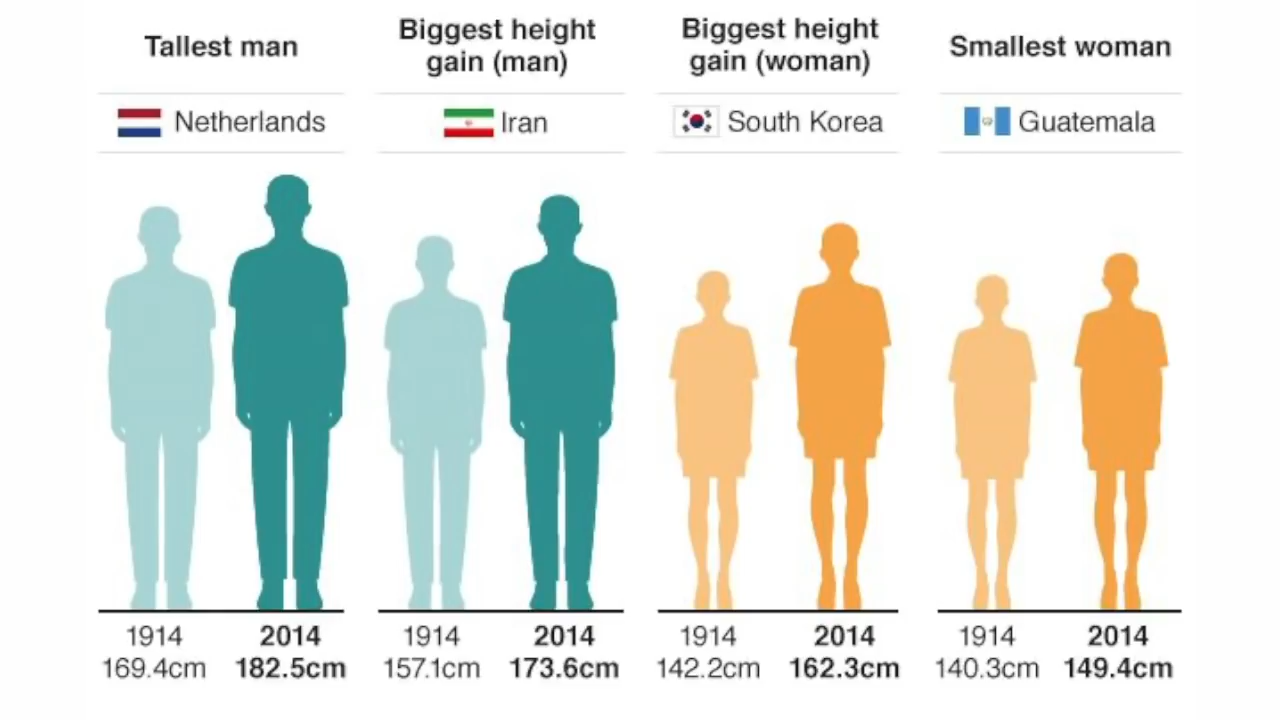 Tallest man
Netherlands
1914
2014
169.4cm
182.5cm
Biggest height
gain (man)
Iran
1914
2014
157.1cm
173.6cm
Biggest height
gain (woman)
South Korea
1914
2014
142.2cm
162.3cm
Smallest woman
Guatemala
1914
2014
140.3cm
149.4cm